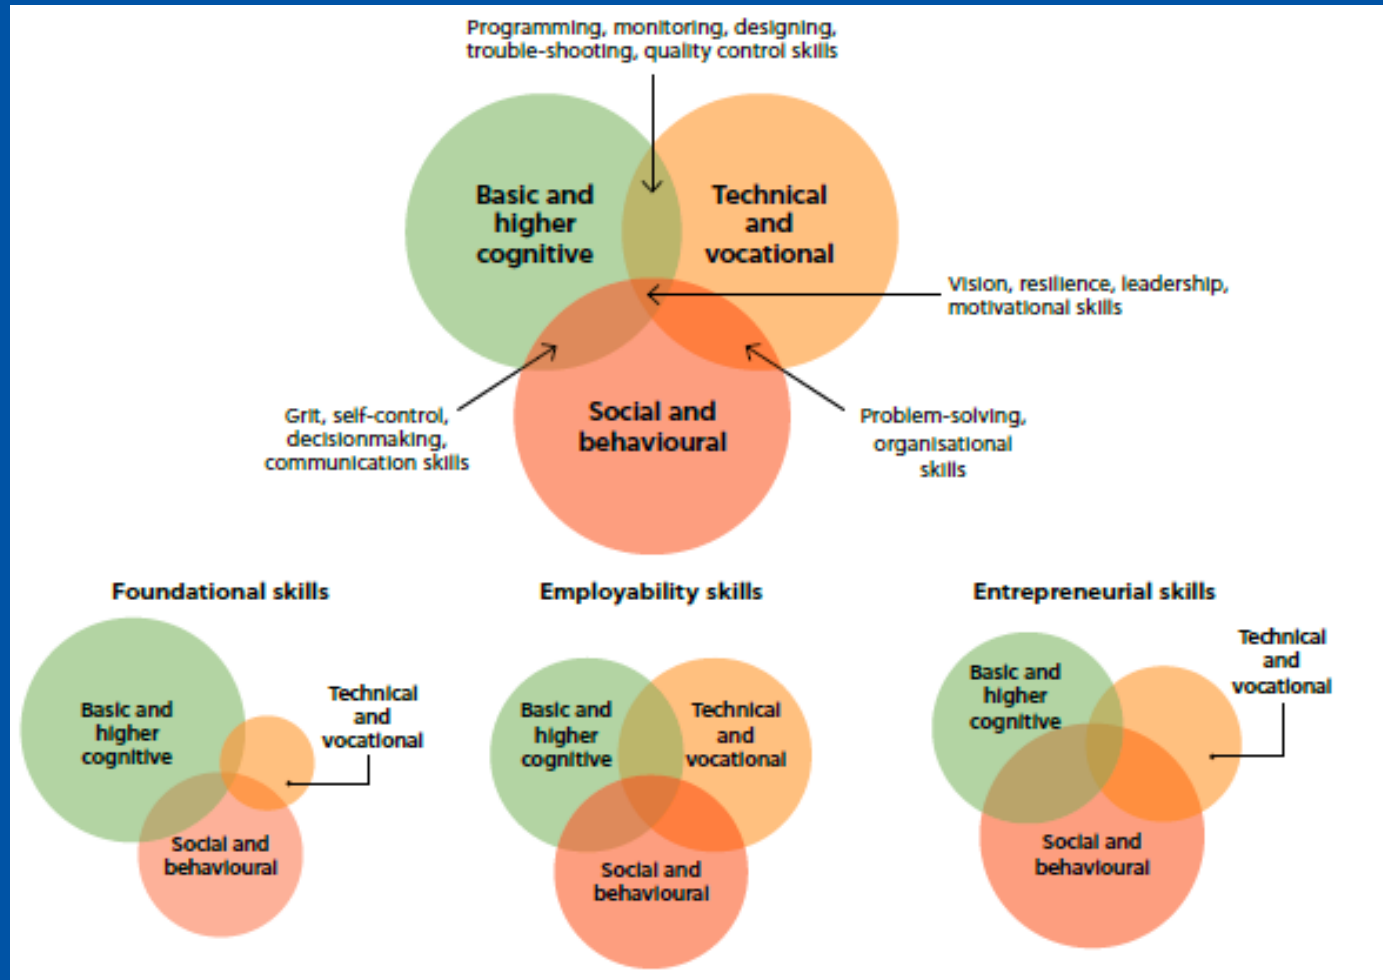 Programming, monitoring, designing,
trouble-shooting, quality control skills
Basic and
higher
cognitive
Technical
and
vocational
Vision, resilience, leadership,
motivational skills
Grit, self-control,
decisionmaking,
communication skills
Social and
behavioural
Problem-solving,
organisational
skills
Foundational skills
Basic and
higher
cognitive
Technical
and
vocational
Social and
behavioural
Employability skills
Basic and
higher
cognitive
Technical
and
vocational
Social and
behavioural
Entrepreneurial skills
Basic and
higher
cognitive
Technical
and
vocational
Social and
behavioural